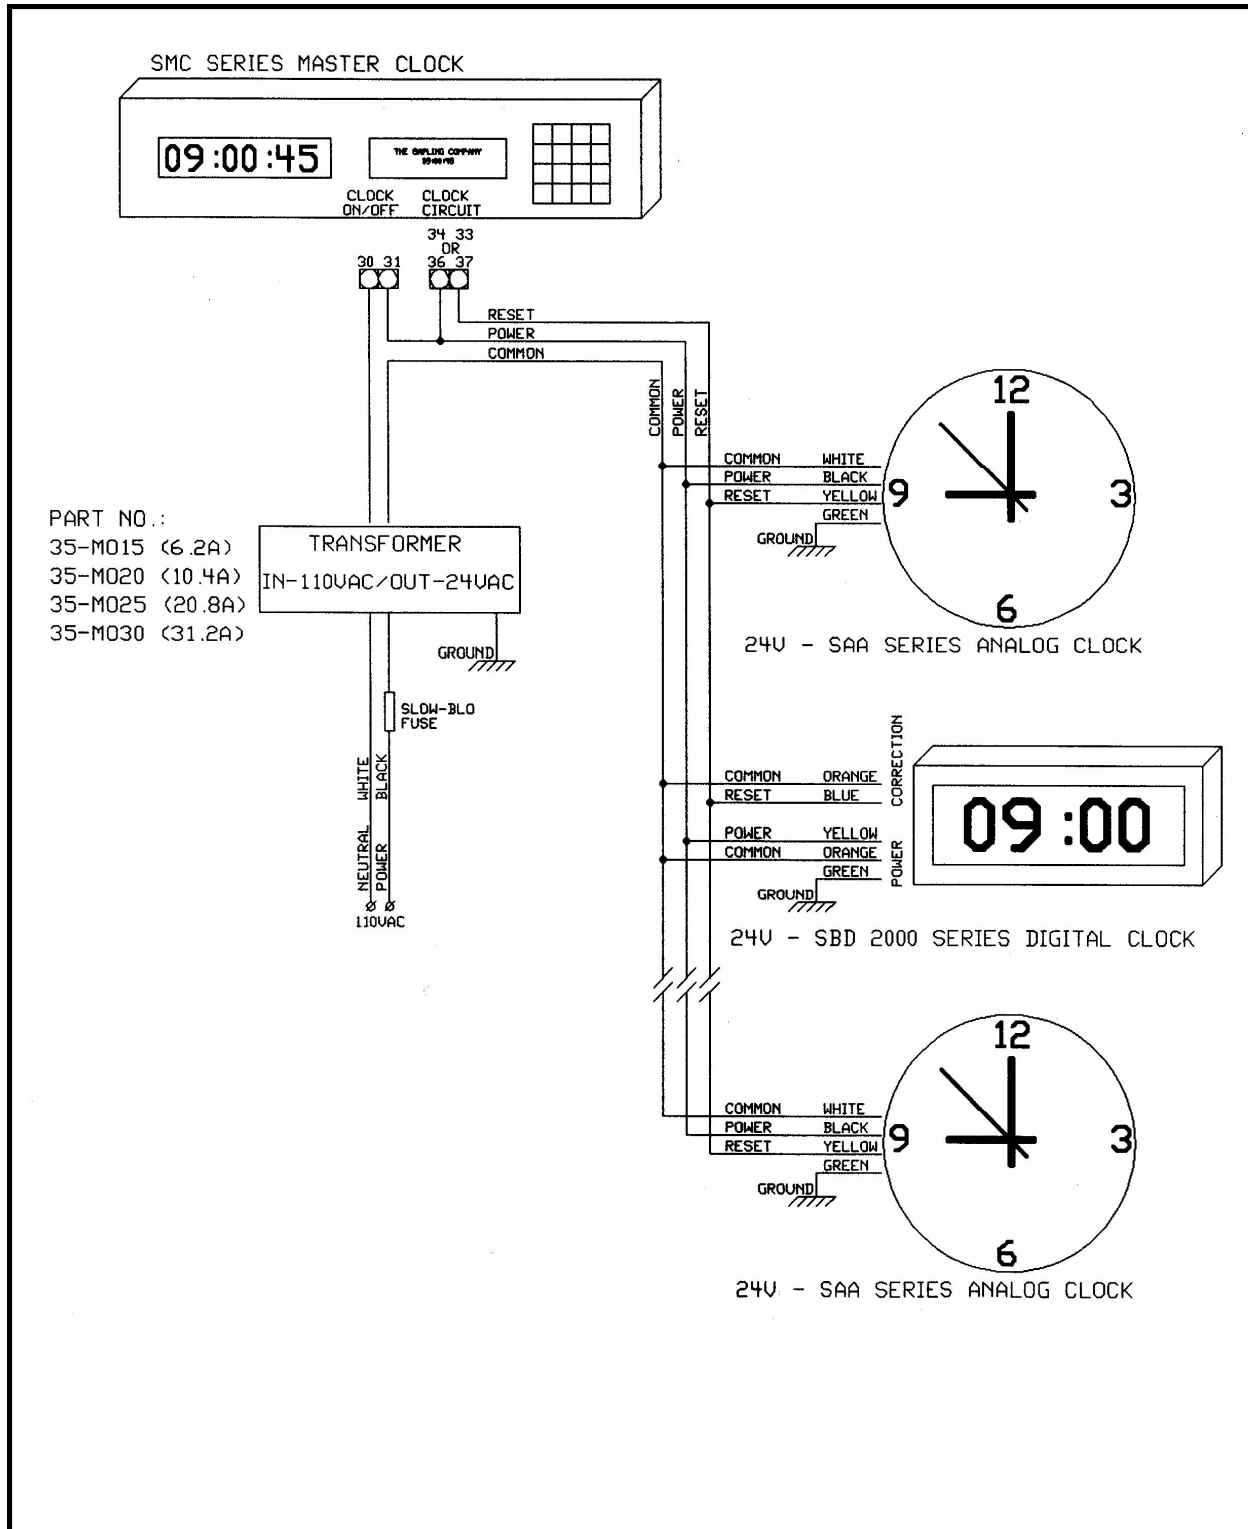 SMC SERIES MASTER CLOCK
09:00:45
THE SAPLING COMPANY
CLOCK ON/OFF
CLOCK CIRCUIT
34 33
OR
30 31
36 37
RESET
POWER
COMMON
COMMON
POWER
RESET
12
3
6
9
COMMON WHITE
POWER BLACK
RESET YELLOW
GREEN
GROUND
24V - SAA SERIES ANALOG CLOCK
PART NO.:
35-M015 (6.2A)
35-M020 (10.4A)
35-M025 (20.8A)
35-M030 (31.2A)
TRANSFORMER
IN-110VAC/OUT-24VAC
GROUND
SLOW-BLO
FUSE
NEUTRAL WHITE
POWER BLACK
110VAC
CORRECTION
COMMON ORANGE
RESET BLUE
POWER
POWER YELLOW
COMMON ORANGE
GREEN
GROUND
09:00
24V - SBD 2000 SERIES DIGITAL CLOCK
12
3
6
9
COMMON WHITE
POWER BLACK
RESET YELLOW
GREEN
GROUND
24V - SAA SERIES ANALOG CLOCK